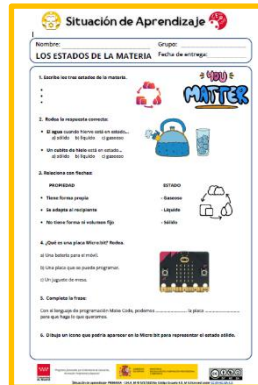 Situación de Aprendizaje
Nombre:
Grupo:
LOS ESTADOS DE LA MATERIA
Fecha de entrega:
1. Escribe los tres estados de la materia.
YOU
MATTER
2. Rodea la respuesta correcta:
El agua cuando hierve está en estado...
a) sólido b) líquido c) gaseoso
Un cubito de hielo está en estado...
a) sólido b) líquido c) gaseoso
3. Relaciona con flechas:
PROPIEDAD
ESTADO
Tiene forma propia
- Gaseoso
Se adapta al recipiente
- Líquido
No tiene forma ni volumen fijo
- Sólido
4. ¿Qué es una placa Micro:bit? Rodea.
a) Una batería para el móvil.
b) Una placa que se puede programar.
c) Un juguete de mesa.
5. Completa la frase:
Con el lenguaje de programación Make Code, podemos ............ la placa ............ para que haga lo que queramos.
6. Dibuja un icono que podría aparecer en la Micro:bit para representar el estado sólido.